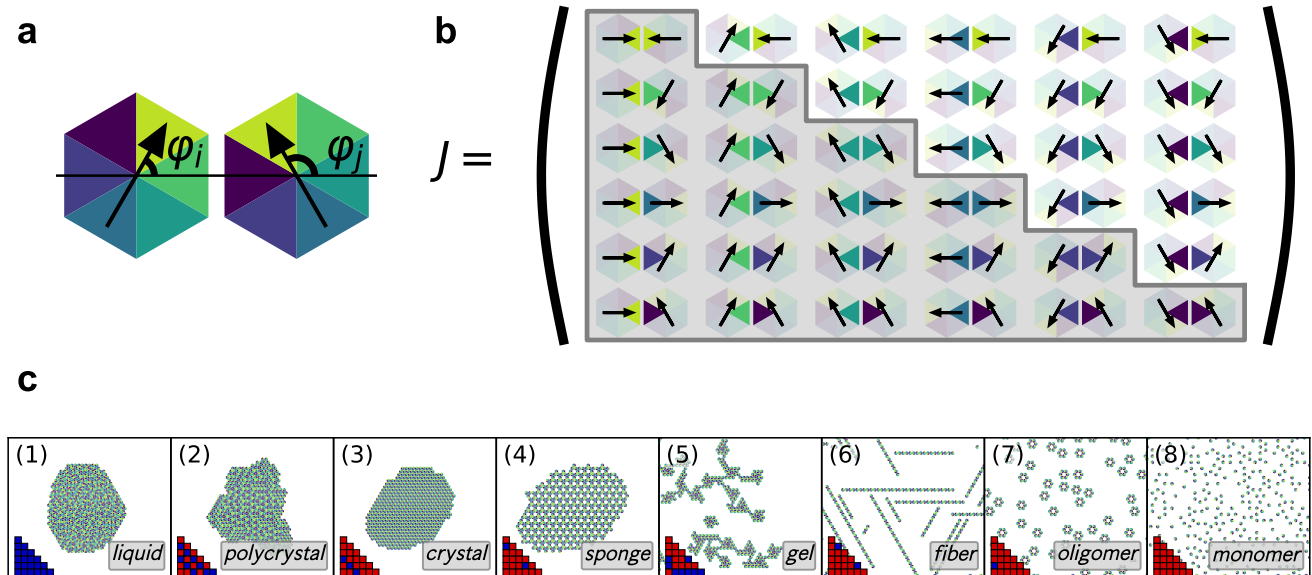 a
b
φi
φj
J =
c
(1)
liquid
(2)
polycrystal
(3)
crystal
(4)
sponge
(5)
gel
(6)
fiber
(7)
oligomer
(8)
monomer